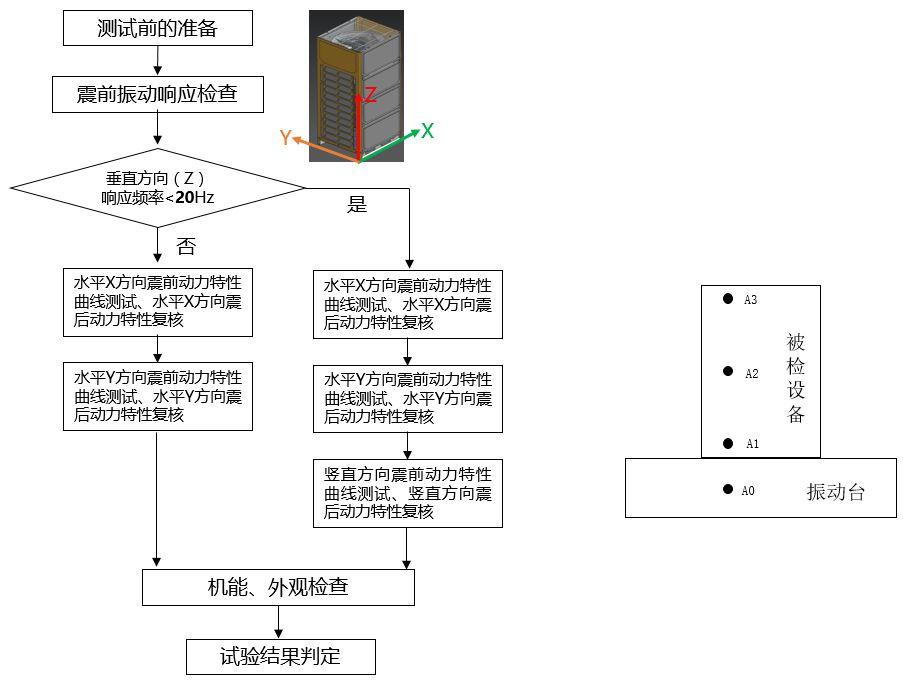 测试前的准备
震前振动响应检查
Z
Y
X
垂直方向（Z）
响应频率<20Hz
是
否
水平X方向震前动力特性
曲线测试、水平X方向震
后动力特性复核
水平Y方向震前动力特性
曲线测试、水平Y方向震
后动力特性复核
水平X方向震前动力特性
曲线测试、水平X方向震
后动力特性复核
水平Y方向震前动力特性
曲线测试、水平Y方向震
后动力特性复核
竖直方向震前动力特性
曲线测试、竖直方向震
后动力特性复核
机能、外观检查
试验结果判定
A3
A2
A1
被检设备
A0
振动台